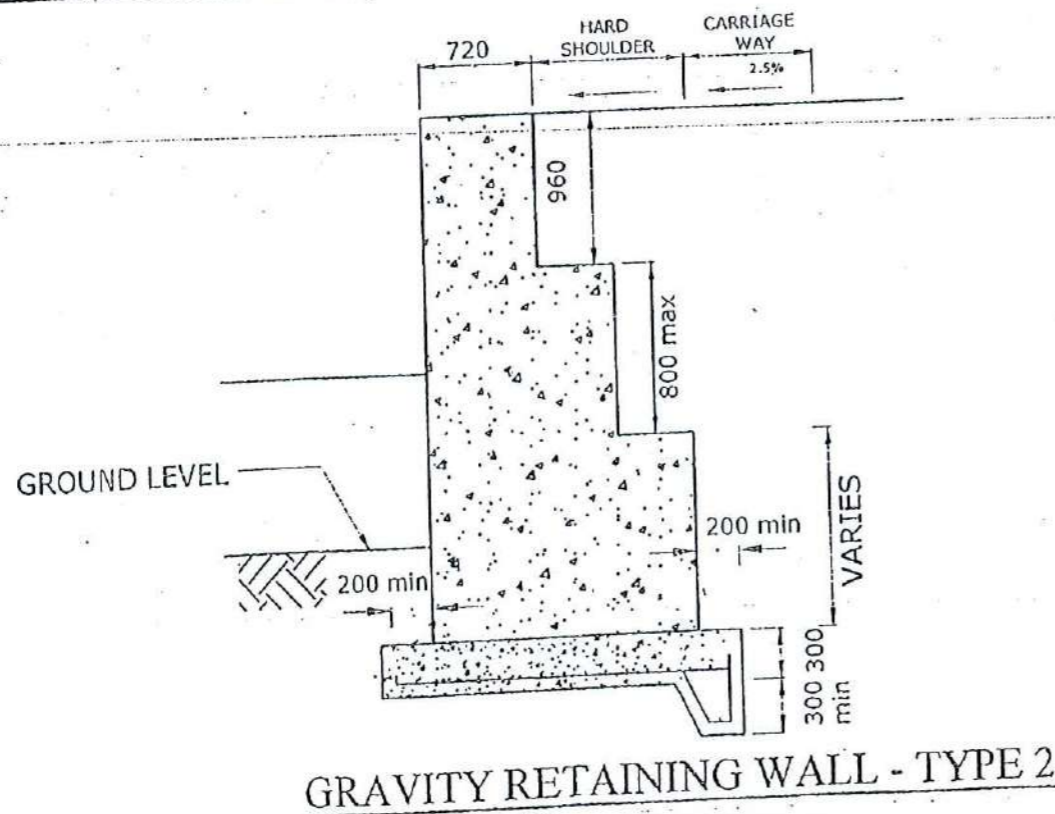 720
HARD
SHOULDER
CARRIAGE
WAY
2.5%
960
800 max
GROUND LEVEL
200 min
200 min
VARIES
300 300
min
GRAVITY RETAINING WALL - TYPE 2